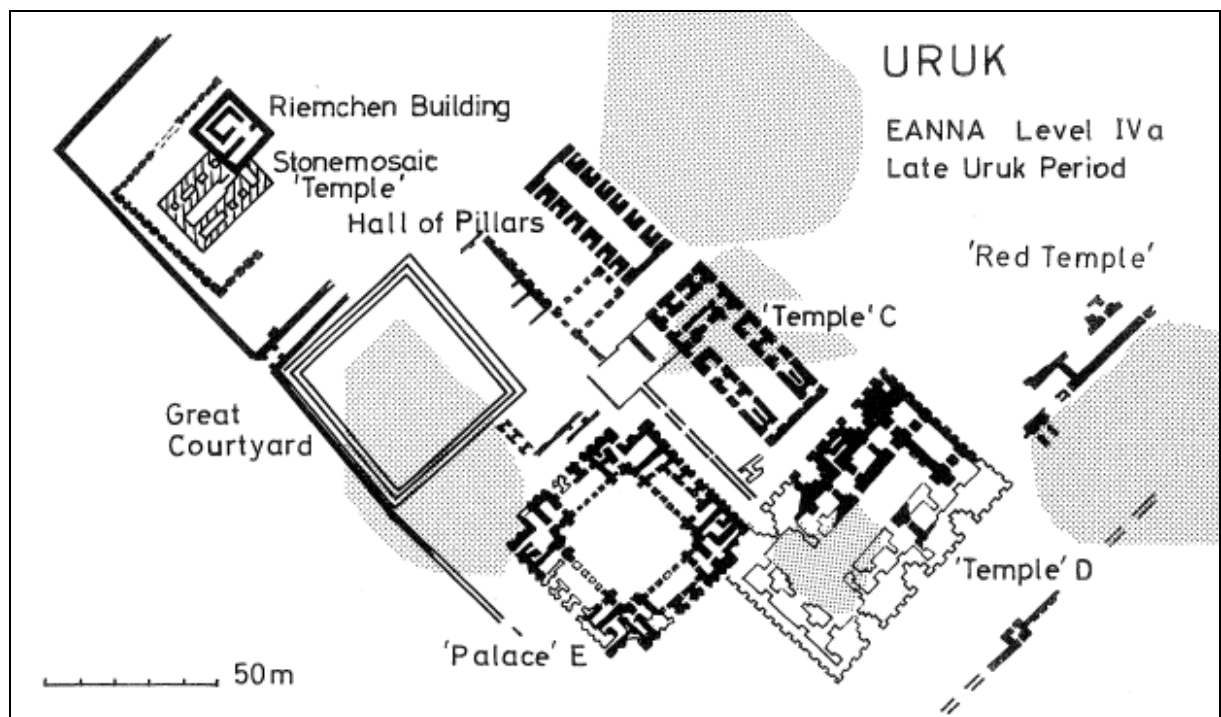 URUK
EANNA Level IVa
Late Uruk Period
Riemchen Building
Stonemosaic
'Temple'
Hall of Pillars
'Red Temple'
'Temple' C
Great
Courtyard
'Temple' D
'Palace' E
50m